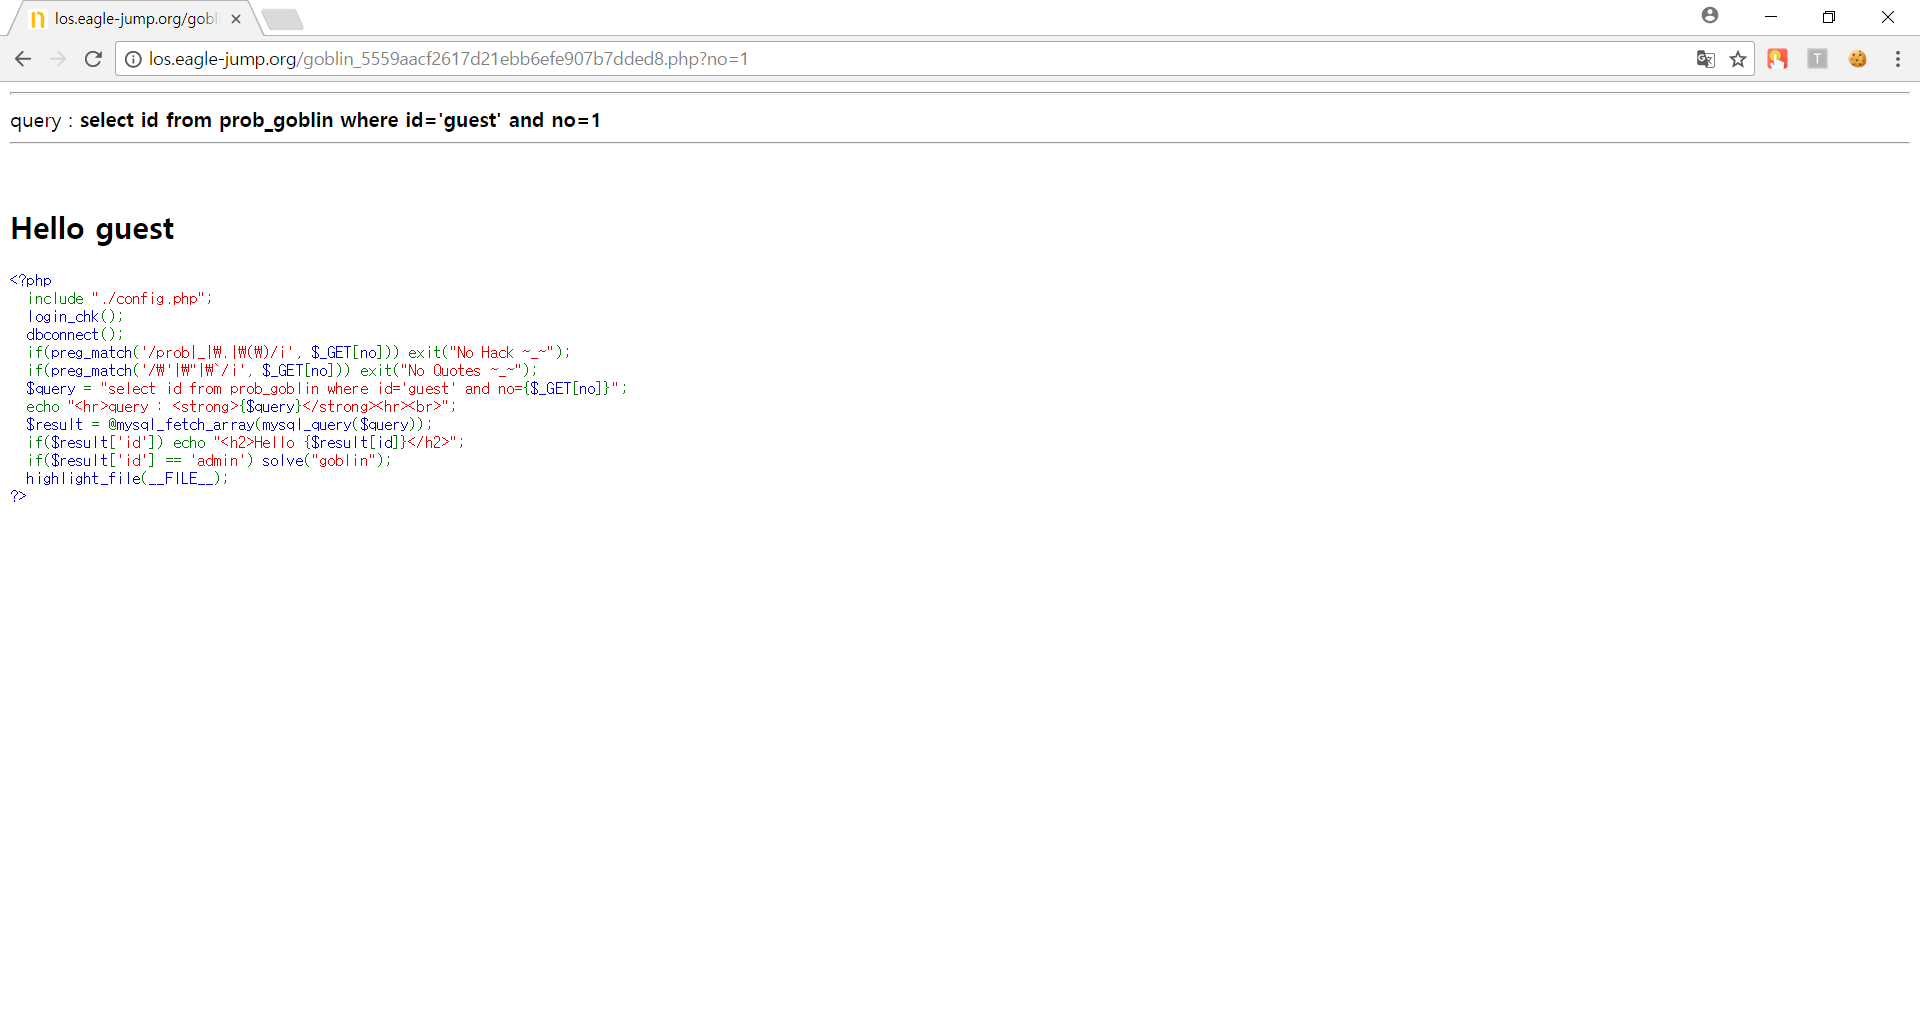 los.eagle-jump.org/gobl
los.eagle-jump.org/goblin_5559aacf2617d21ebb6efe907b7dded8.php?no=1
T
query : select id from prob_goblin where id='guest' and no=1
Hello guest
<?php
  include "./config.php";
  login_chk();
  dbconnect();
  if(preg_match('/prob|_|₩.|₩(₩)/i', $_GET[no])) exit("No Hack ~_~");
  if(preg_match('/₩'|₩"|₩`/i', $_GET[no])) exit("No Quotes ~_~");
  $query = "select id from prob_goblin where id='guest' and no={$_GET[no]}";
  echo "<hr>query : <strong>{$query}</strong><hr><br>";
  $result = @mysql_fetch_array(mysql_query($query));
  if($result['id']) echo "<h2>Hello {$result[id]}</h2>";
  if($result['id'] == 'admin') solve("goblin");
  highlight_file(__FILE__);
?>